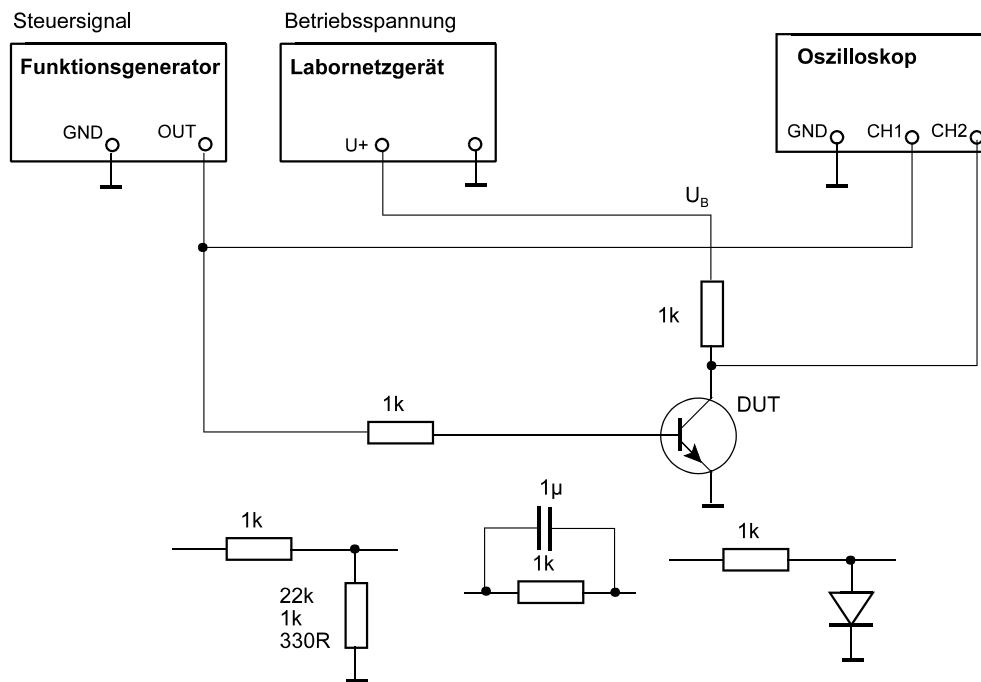 Steuersignal
Betriebsspannung
Funktionsgenerator
Labornetzgerät
Oszilloskop
GND
OUT
U+
GND
CH1
CH2
UB
1k
1k
DUT
1k
22k
1k
330R
1µ
1k
1k